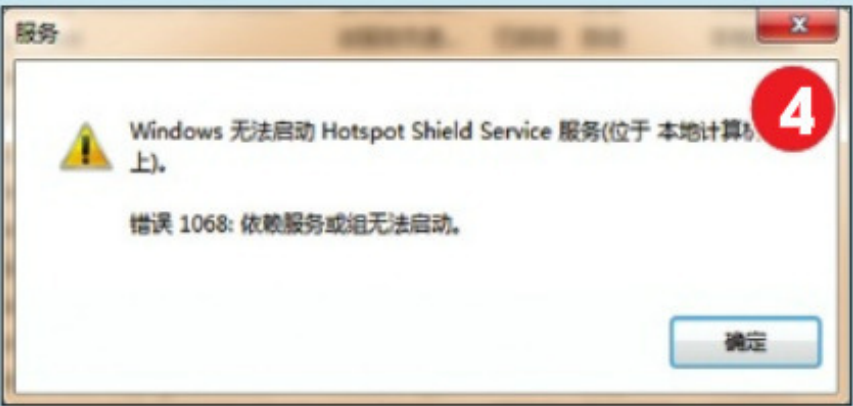 服务
4
Windows 无法启动 Hotspot Shield Service 服务(位于 本地计算
上)。
错误 1068: 依赖服务或组无法启动。
确定